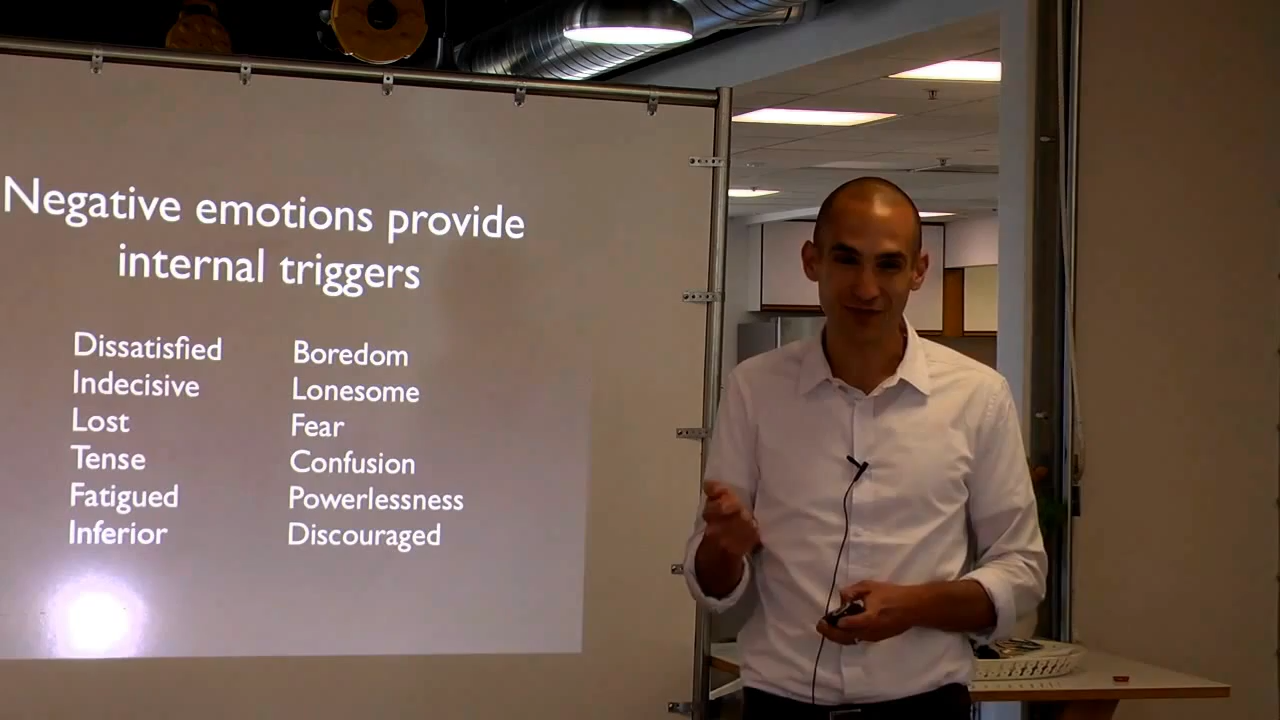 Negative emotions provide
internal triggers
Dissatisfied
Indecisive
Lost
Tense
Fatigued
Inferior
Boredom
Lonesome
Fear
Confusion
Powerlessness
Discouraged